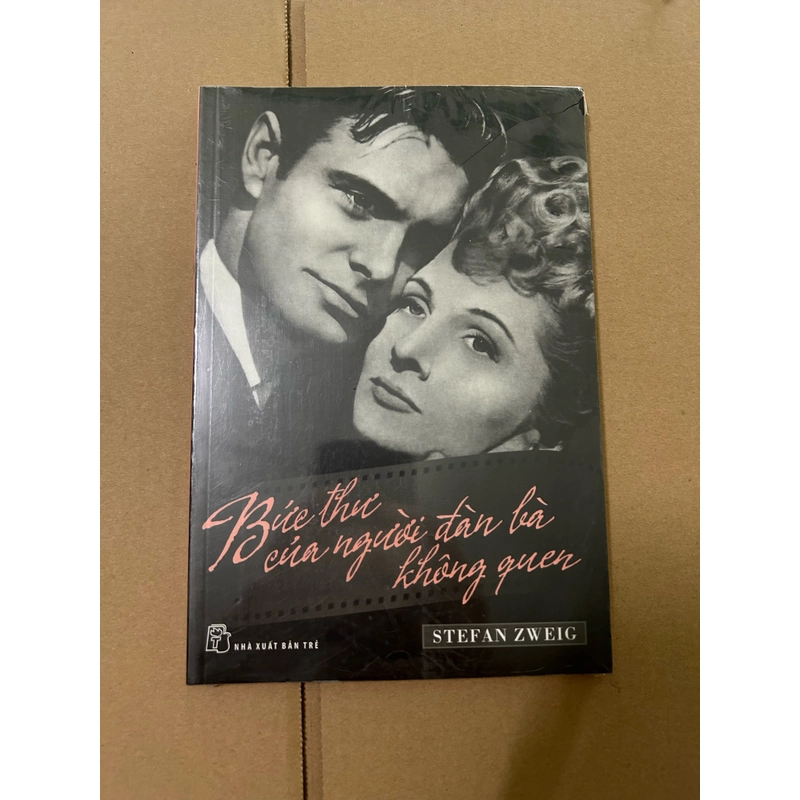 Bức thư
của người đàn bà
không quen
STEFAN ZWEIG
NHÀ XUẤT BẢN TRẺ